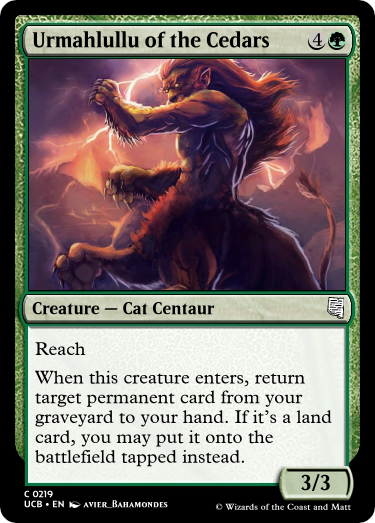 Urmahlullu of the Cedars 4
Creature — Cat Centaur
Reach
When this creature enters, return
target permanent card from your
graveyard to your hand. If it's a land
card, you may put it onto the
battlefield tapped instead.
3/3
C 0219
UCB • EN AVIER_BAHAMONDES
© Wizards of the Coast and Matt